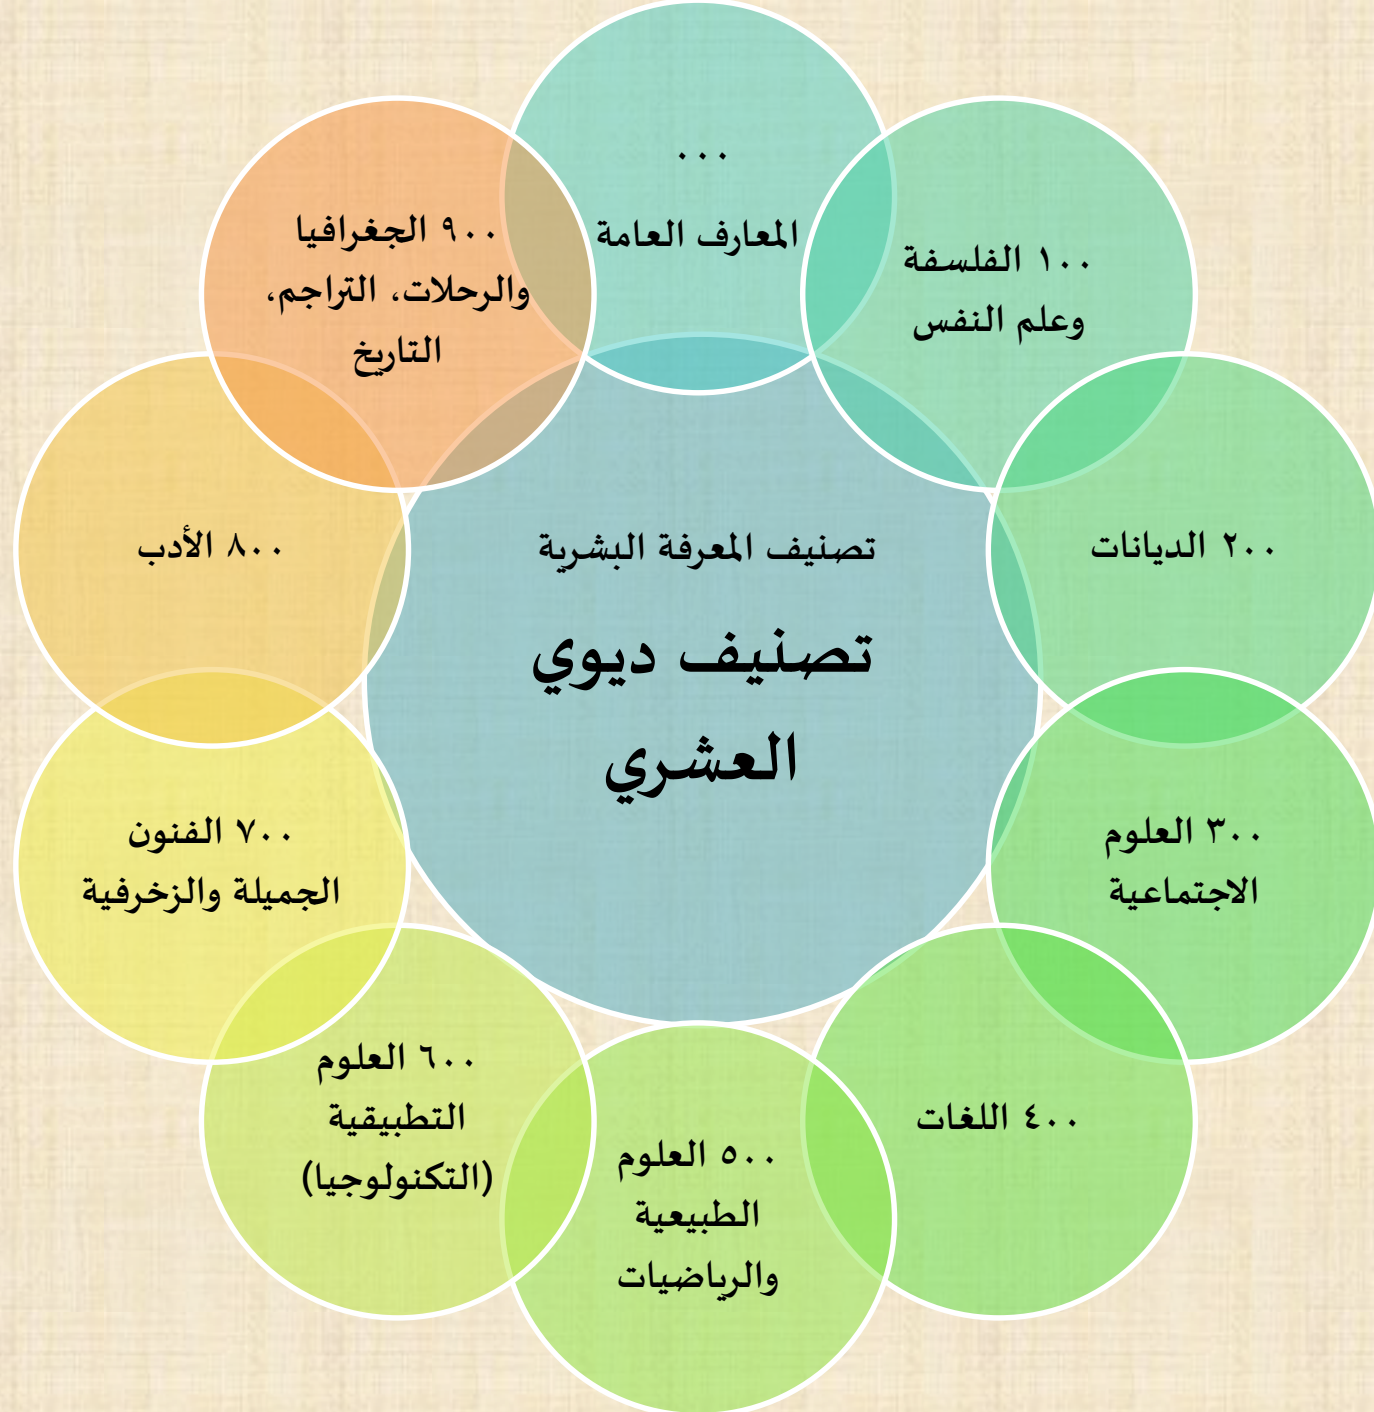 تصنيف المعرفة البشرية
تصنيف ديوي
العشري
٠٠٠
المعارف العامة
١٠٠ الفلسفة
وعلم النفس
٢٠٠ الديانات
٣٠٠ العلوم
الاجتماعية
٤٠٠ اللغات
٥٠٠ العلوم
الطبيعية
والرياضيات
٦٠٠ العلوم
التطبيقية
(التكنولوجيا)
٧٠٠ الفنون
الجميلة والزخرفية
٨٠٠ الأدب
٩٠٠ الجغرافيا
والرحلات، التراجم،
التاريخ